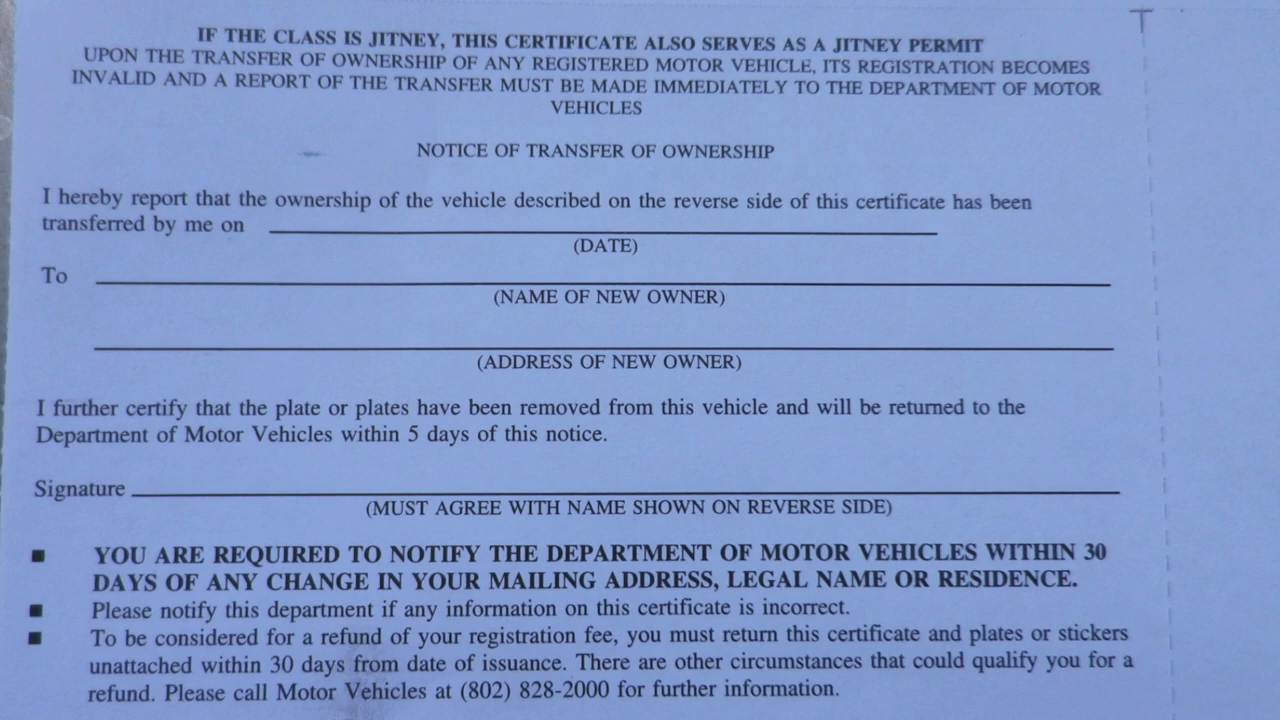 IF THE CLASS IS JITNEY, THIS CERTIFICATE ALSO SERVES AS A JITNEY PERMIT
UPON THE TRANSFER OF OWNERSHIP OF ANY REGISTERED MOTOR VEHICLE, ITS REGISTRATION BECOMES
INVALID AND A REPORT OF THE TRANSFER MUST BE MADE IMMEDIATELY TO THE DEPARTMENT OF MOTOR
VEHICLES
NOTICE OF TRANSFER OF OWNERSHIP
I hereby report that the ownership of the vehicle described on the reverse side of this certificate has been
transferred by me on
(DATE)
To
(NAME OF NEW OWNER)
(ADDRESS OF NEW OWNER)
I further certify that the plate or plates have been removed from this vehicle and will be returned to the
Department of Motor Vehicles within 5 days of this notice.
Signature
(MUST AGREE WITH NAME SHOWN ON REVERSE SIDE)
■ YOU ARE REQUIRED TO NOTIFY THE DEPARTMENT OF MOTOR VEHICLES WITHIN 30
DAYS OF ANY CHANGE IN YOUR MAILING ADDRESS, LEGAL NAME OR RESIDENCE.
■ Please notify this department if any information on this certificate is incorrect.
■ To be considered for a refund of your registration fee, you must return this certificate and plates or stickers
unattached within 30 days from date of issuance. There are other circumstances that could qualify you for a
refund. Please call Motor Vehicles at (802) 828-2000 for further information.